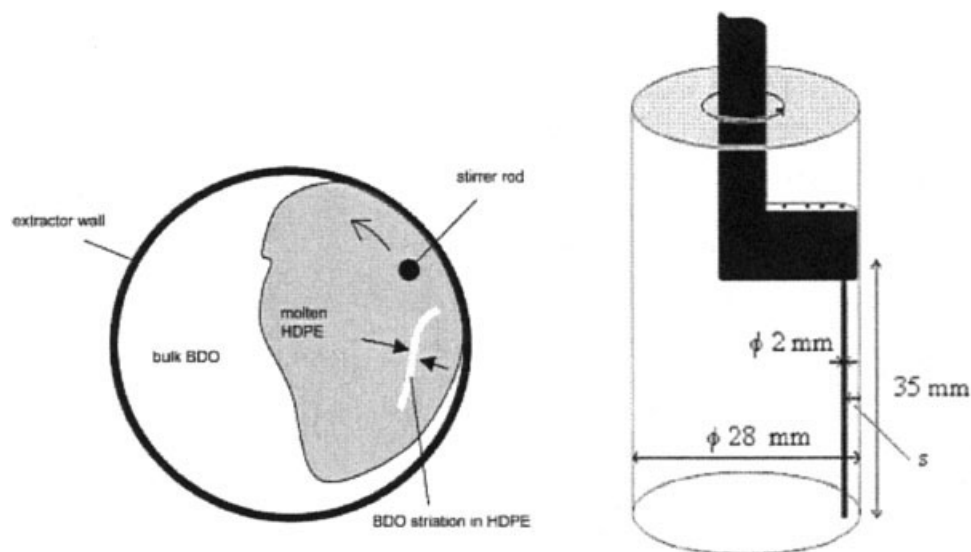 stirrer rod
extractor wall
molten
HDPE
bulk BDO
BDO striation in HDPE
ϕ 2 mm
35 mm
ϕ 28 mm
s